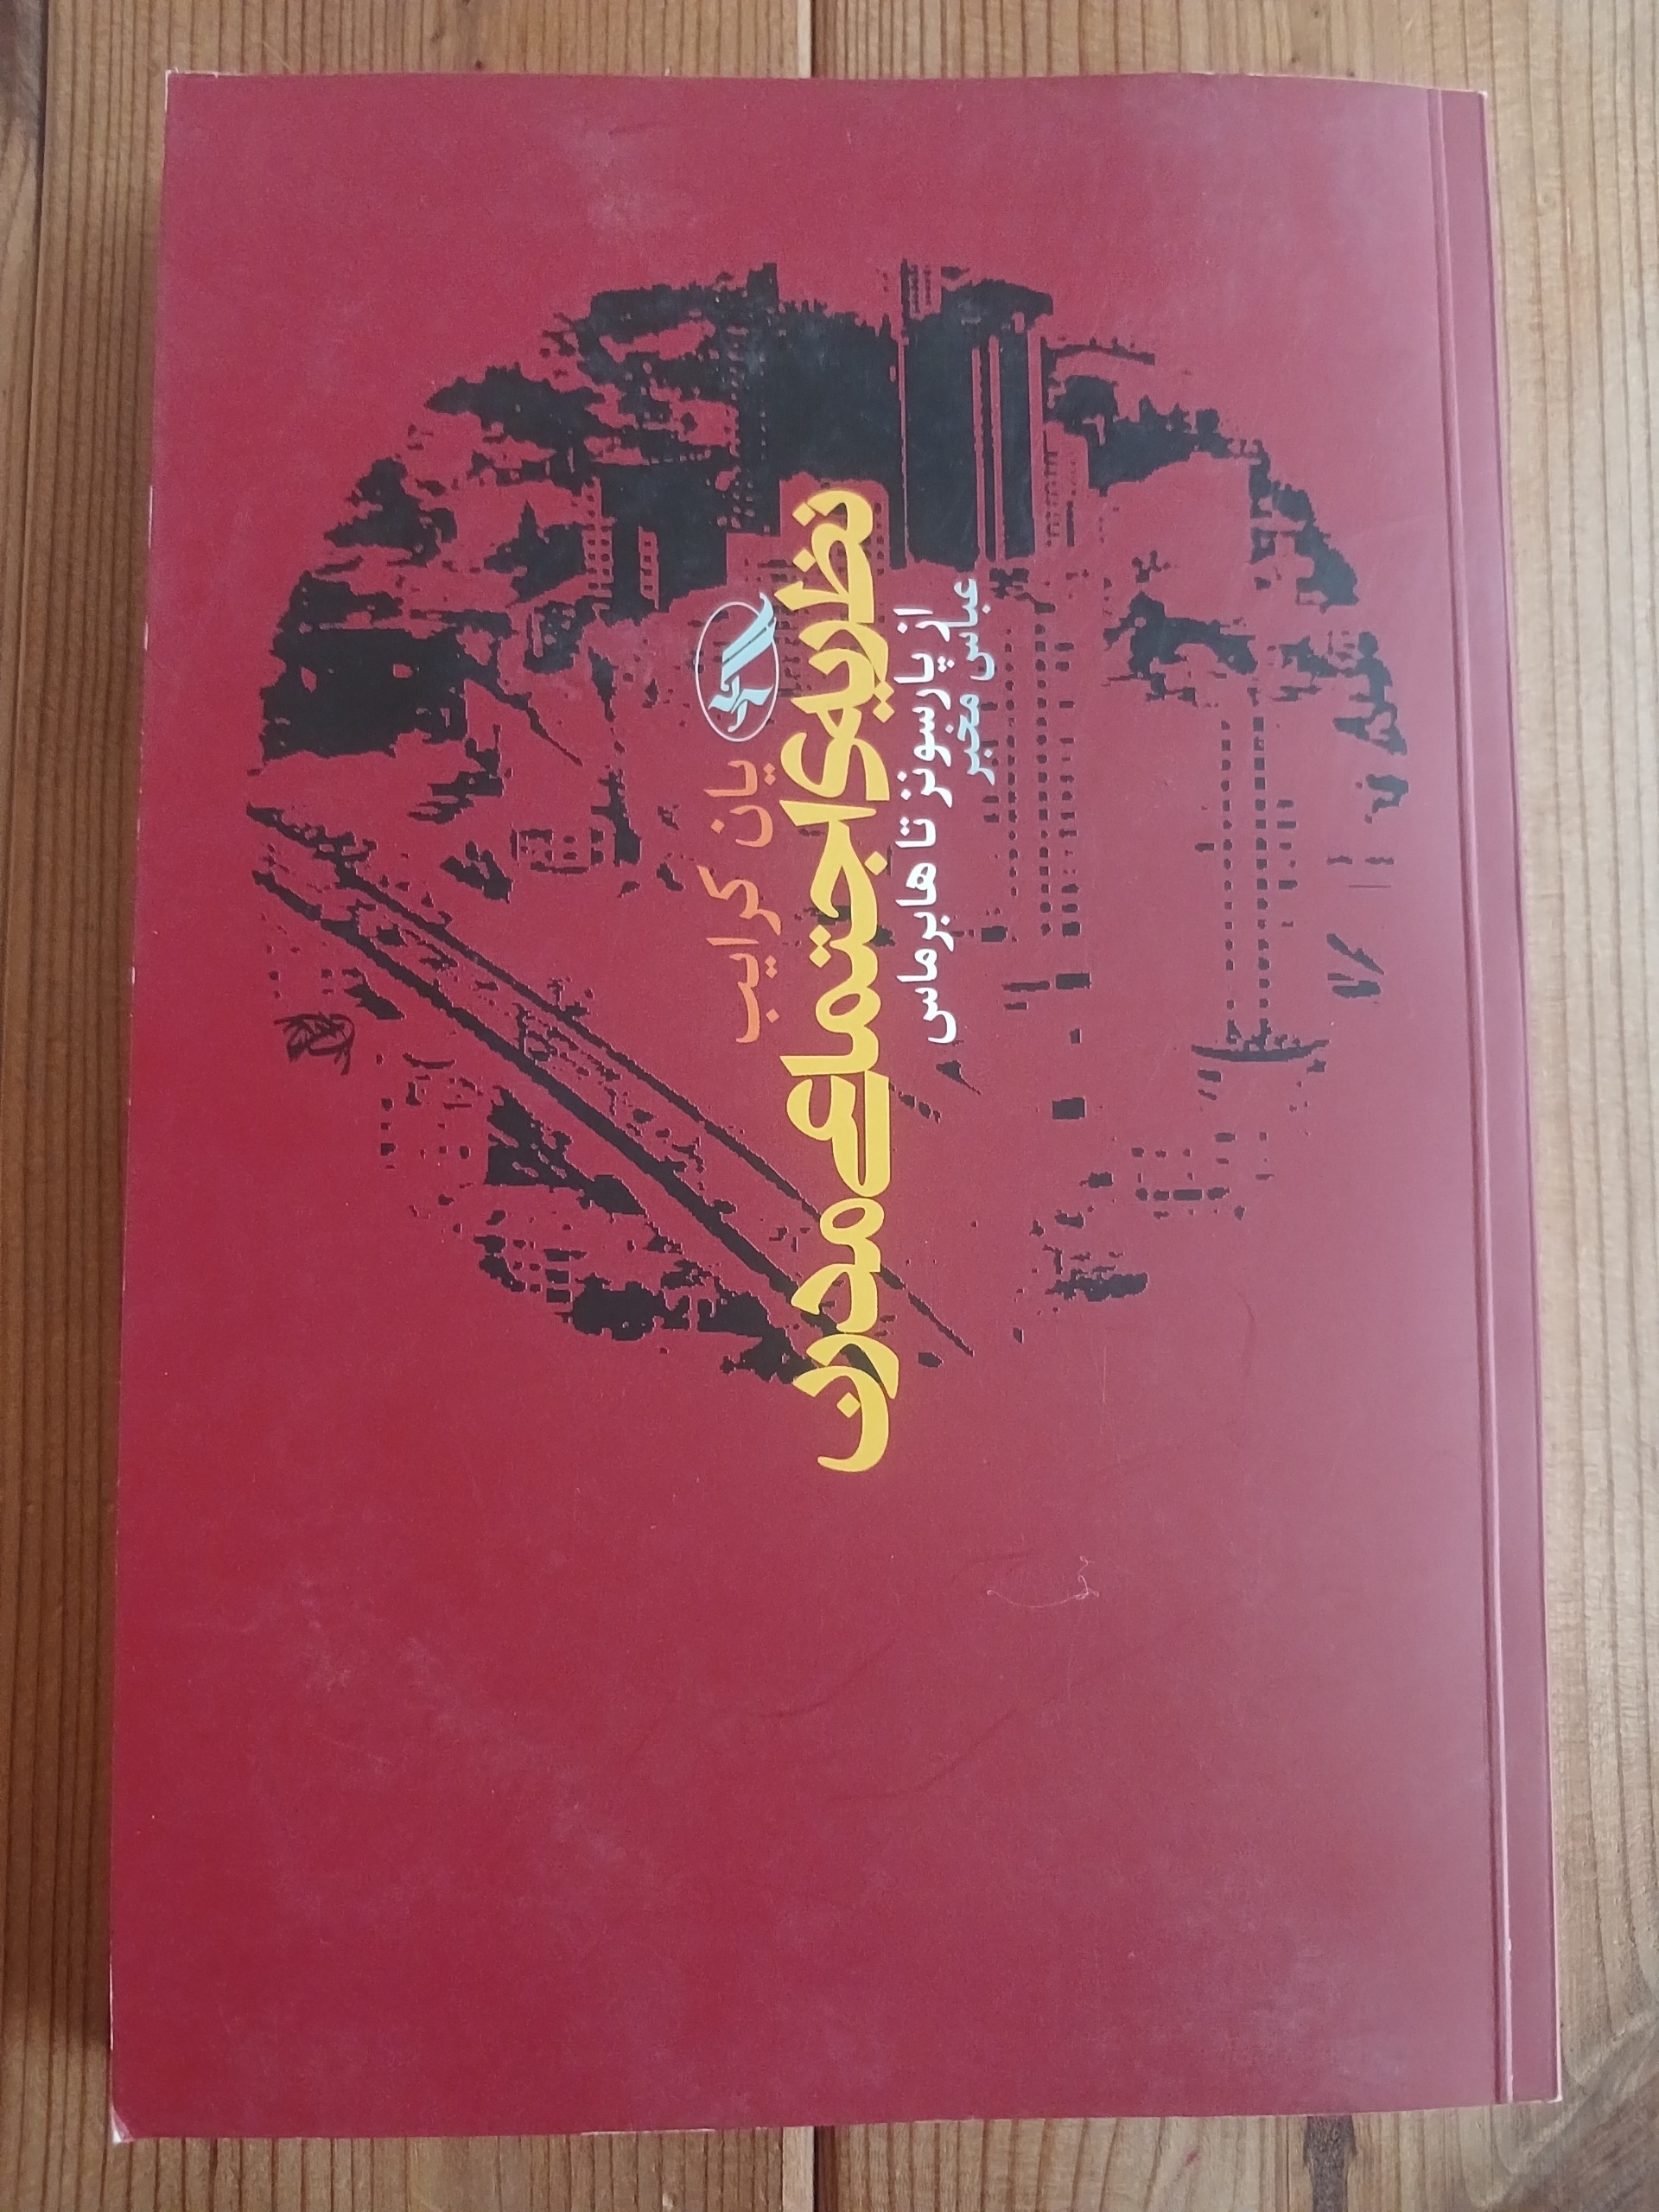 یان کرایب
نظریه‌ی اجتماعی مدرن
از پارسونز تا هابرماس
عباس مخبر